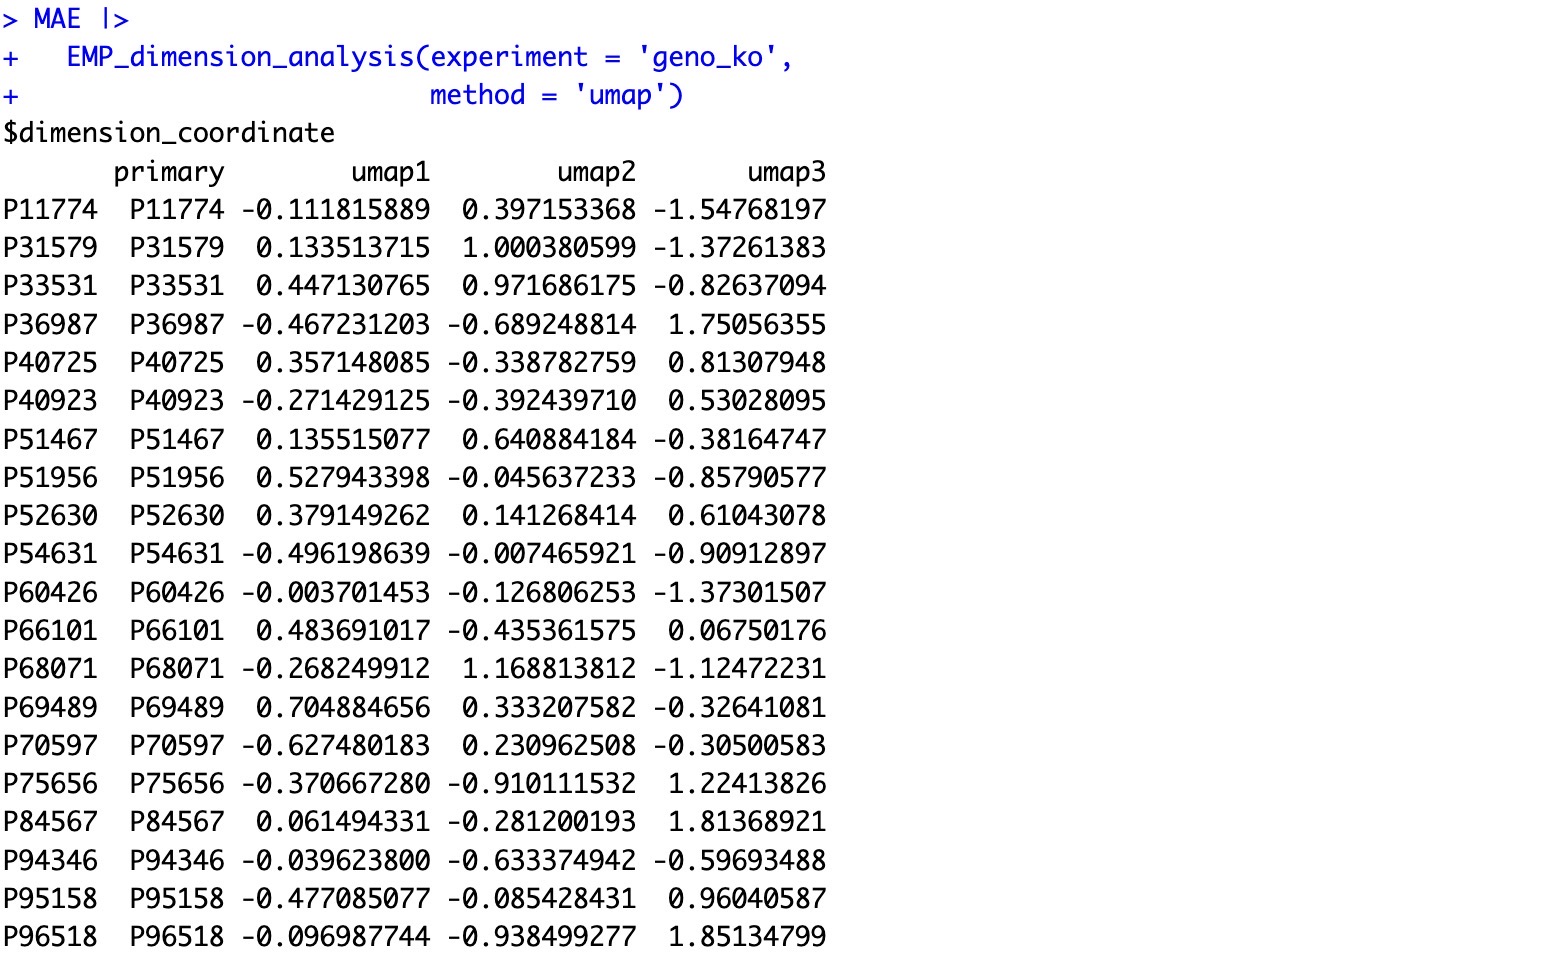 > MAE |>
+   EMP_dimension_analysis(experiment = 'geno_ko',
+                          method = 'umap')
$dimension_coordinate
       primary        umap1        umap2       umap3
P11774  P11774 -0.111815889  0.397153368 -1.54768197
P31579  P31579  0.133513715  1.000380599 -1.37261383
P33531  P33531  0.447130765  0.971686175 -0.82637094
P36987  P36987 -0.467231203 -0.689248814  1.75056355
P40725  P40725  0.357148085 -0.338782759  0.81307948
P40923  P40923 -0.271429125 -0.392439710  0.53028095
P51467  P51467  0.135515077  0.640884184 -0.38164747
P51956  P51956  0.527943398 -0.045637233 -0.85790577
P52630  P52630  0.379149262  0.141268414  0.61043078
P54631  P54631 -0.496198639 -0.007465921 -0.90912897
P60426  P60426 -0.003701453 -0.126806253 -1.37301507
P66101  P66101  0.483691017 -0.435361575  0.06750176
P68071  P68071 -0.268249912  1.168813812 -1.12472231
P69489  P69489  0.704884656  0.333207582 -0.32641081
P70597  P70597 -0.627480183  0.230962508 -0.30500583
P75656  P75656 -0.370667280 -0.910111532  1.22413826
P84567  P84567  0.061494331 -0.281200193  1.81368921
P94346  P94346 -0.039623800 -0.633374942 -0.59693488
P95158  P95158 -0.477085077 -0.085428431  0.96040587
P96518  P96518 -0.096987744 -0.938499277  1.85134799